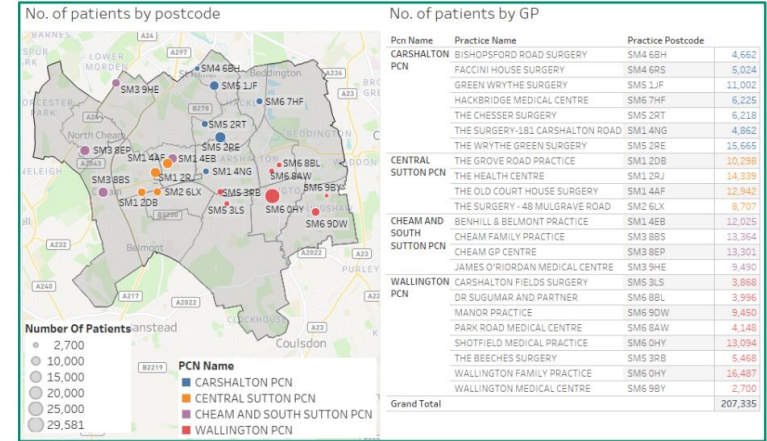 No. of patients by postcode
BARNES
LOWER
MORDEN
A24
A297
SM4 6BH
Beddington
A236
SM3 9HE
SM5 1JF
SM6 7HF
A23
B278
SM5 2RT
North Cheam
SM5 2RE
SM3 8EP
SM1 4AF
SM1 4EB
SM6 8BL
A2043
SM1 2RJ
SM1 4NG
SM6 8AW
SM3 8BS
SM2 6LX
SM5 3RB
SM6 9BY
SM1 2DB
SM5 3LS
SM6 0HY
B2230
SM6 9DW
A232
Belmont
A2022
A23
PURLEY
A240
A217
A2022
Number Of Patients
anstead
A23
Coulsdon
2,700
10,000
15,000
20,000
25,000
29,581
B2219
PCN Name
CARSHALTON PCN
CENTRAL SUTTON PCN
CHEAM AND SOUTH SUTTON PCN
WALLINGTON PCN
No. of patients by GP
Pcn Name Practice Name Practice Postcode
CARSHALTON PCN BISHOPSFORD ROAD SURGERY SM4 6BH 4,662
FACCINI HOUSE SURGERY SM4 6RS 5,024
GREEN WRYTHE SURGERY SM5 1JF 11,002
HACKBRIDGE MEDICAL CENTRE SM6 7HF 6,225
THE CHESSER SURGERY SM5 2RT 6,218
THE SURGERY-181 CARSHALTON ROAD SM1 4NG 4,862
THE WRYTHE GREEN SURGERY SM5 2RE 15,665
CENTRAL SUTTON PCN THE GROVE ROAD PRACTICE SM1 2DB 10,298
THE HEALTH CENTRE SM1 2RJ 14,339
THE OLD COURT HOUSE SURGERY SM1 4AF 12,942
THE SURGERY - 48 MULGRAVE ROAD SM2 6LX 8,707
CHEAM AND SOUTH SUTTON PCN BENHILL & BELMONT PRACTICE SM1 4EB 12,025
CHEAM FAMILY PRACTICE SM3 8BS 13,364
CHEAM GP CENTRE SM3 8EP 13,301
JAMES O'RIORDAN MEDICAL CENTRE SM3 9HE 9,490
WALLINGTON PCN CARSHALTON FIELDS SURGERY SM5 3LS 3,868
DR SUGUMAR AND PARTNER SM6 8BL 3,996
MANOR PRACTICE SM6 9DW 9,450
PARK ROAD MEDICAL CENTRE SM6 8AW 4,148
SHOTFIELD MEDICAL PRACTICE SM6 0HY 13,094
THE BEECHES SURGERY SM5 3RB 5,468
WALLINGTON FAMILY PRACTICE SM6 0HY 16,487
WALLINGTON MEDICAL CENTRE SM6 9BY 2,700
Grand Total 207,335